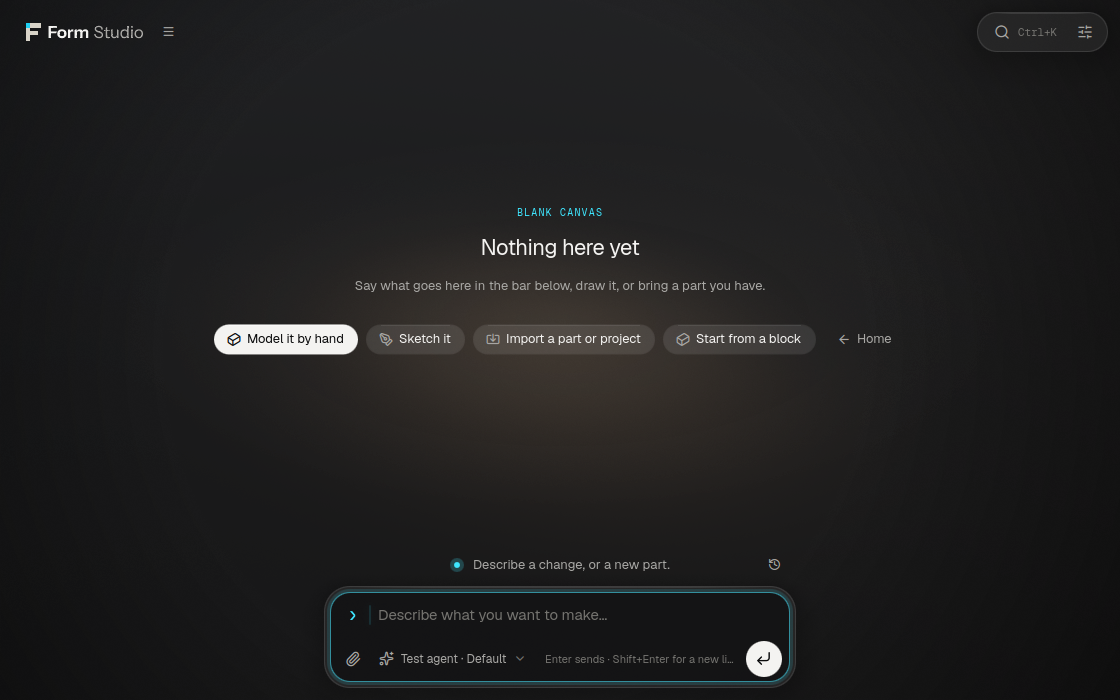 Form Studio
Ctrl+K
BLANK CANVAS
Nothing here yet
Say what goes here in the bar below, draw it, or bring a part you have.
Model it by hand
Sketch it
Import a part or project
Start from a block
Home
Describe a change, or a new part.
Describe what you want to make…
Test agent · Default
Enter sends · Shift+Enter for a new li…